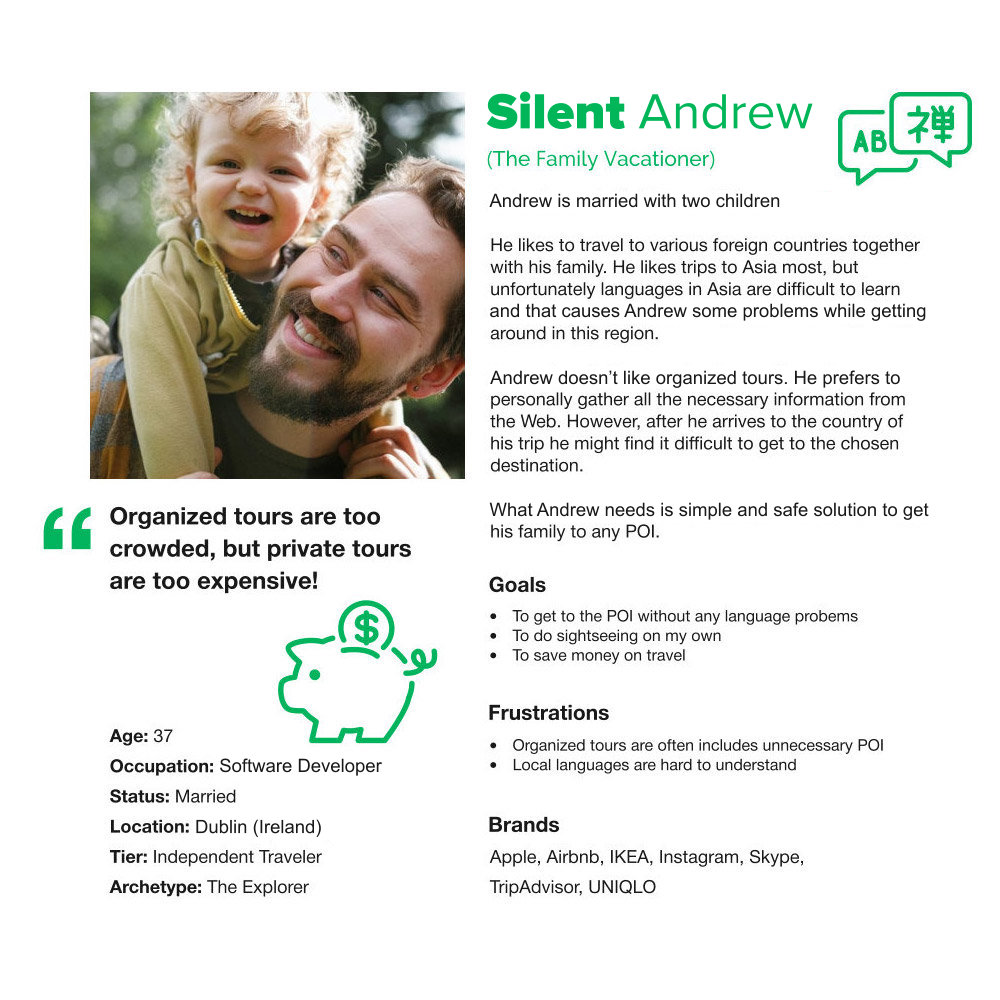 Silent Andrew
(The Family Vacationer)
AB 禅
Andrew is married with two children
He likes to travel to various foreign countries together
with his family. He likes trips to Asia most, but
unfortunately languages in Asia are difficult to learn
and that causes Andrew some problems while getting
around in this region.
Andrew doesn’t like organized tours. He prefers to
personally gather all the necessary information from
the Web. However, after he arrives to the country of
his trip he might find it difficult to get to the chosen
destination.
What Andrew needs is simple and safe solution to get
his family to any POI.
“ Organized tours are too
crowded, but private tours
are too expensive!
$
Age: 37
Occupation: Software Developer
Status: Married
Location: Dublin (Ireland)
Tier: Independent Traveler
Archetype: The Explorer
Goals
• To get to the POI without any language probems
• To do sightseeing on my own
• To save money on travel
Frustrations
• Organized tours are often includes unnecessary POI
• Local languages are hard to understand
Brands
Apple, Airbnb, IKEA, Instagram, Skype,
TripAdvisor, UNIQLO